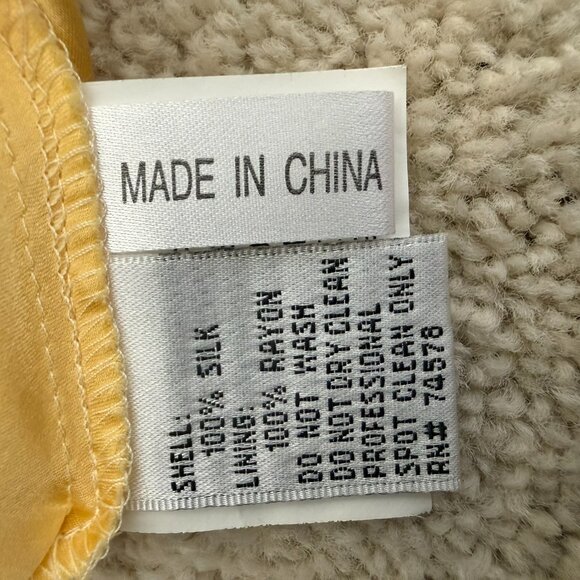 MADE IN CHINA
SHELL:
100% SILK
LINING:
100% RAYON
DO NOT WASH
DO NOT DRY CLEAN
PROFESSIONAL
SPOT CLEAN ONLY
RN# 74578